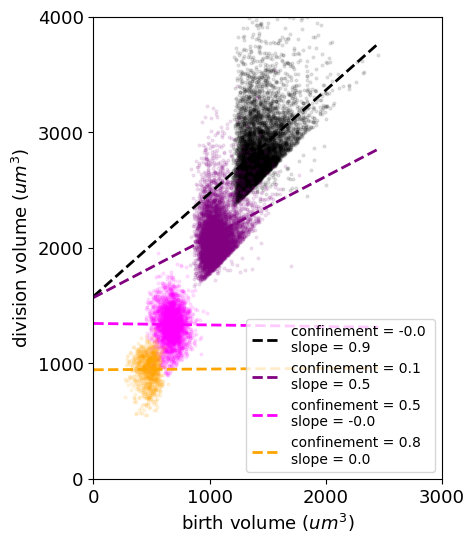 4000
3000
2000
1000
0
division volume (um³)
0
1000
2000
3000
birth volume (um³)
confinement = -0.0
slope = 0.9
confinement = 0.1
slope = 0.5
confinement = 0.5
slope = -0.0
confinement = 0.8
slope = 0.0